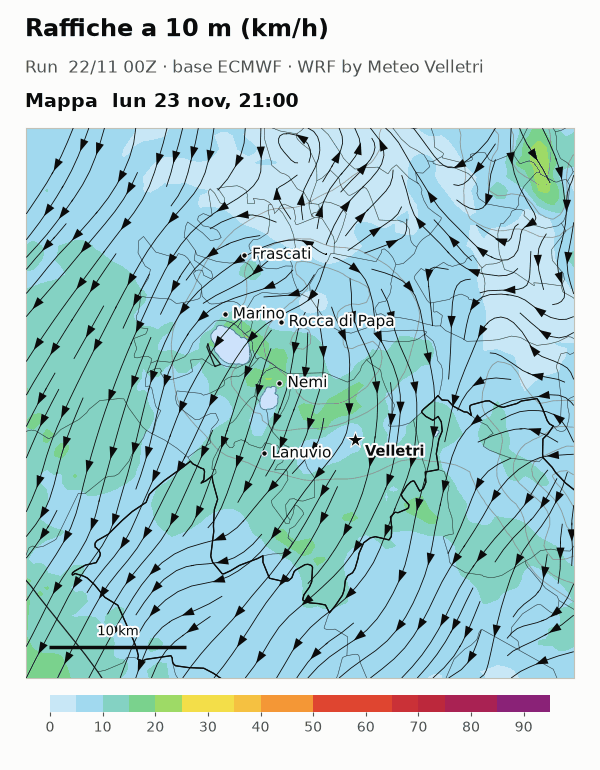 Raffiche a 10 m (km/h)
Run  22/11 00Z · base ECMWF · WRF by Meteo Velletri
Mappa  lun 23 nov, 21:00
Frascati
Marino
Rocca di Papa
Nemi
Velletri
Lanuvio
10 km
0 10 20 30 40 50 60 70 80 90